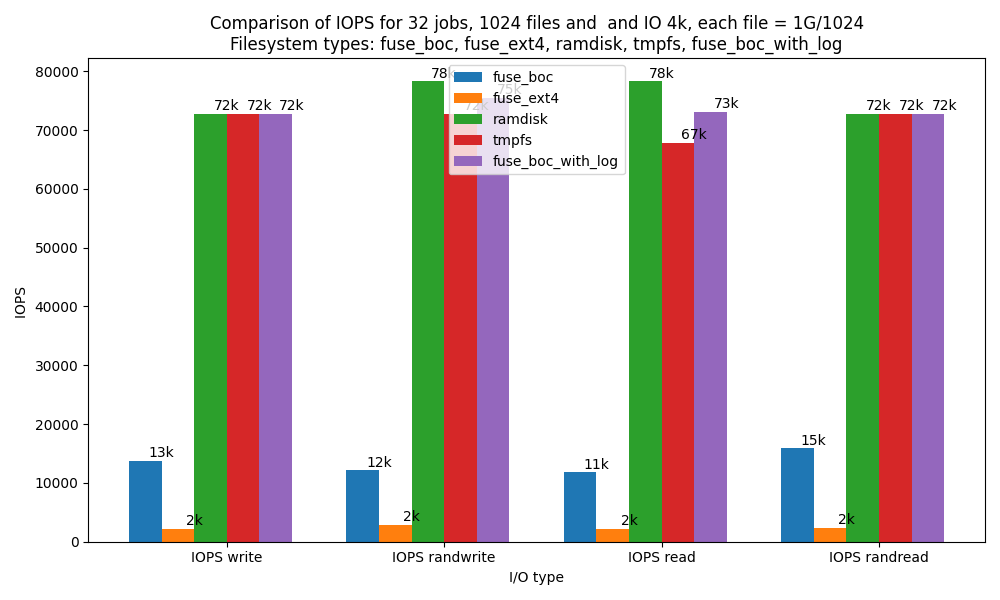 Comparison of IOPS for 32 jobs, 1024 files and  and IO 4k, each file = 1G/1024
Filesystem types: fuse_boc, fuse_ext4, ramdisk, tmpfs, fuse_boc_with_log
fuse_boc
fuse_ext4
ramdisk
tmpfs
fuse_boc_with_log
IOPS
80000
70000
60000
50000
40000
30000
20000
10000
0
13k
2k
72k
72k
72k
12k
2k
78k
72k
75k
11k
2k
78k
67k
73k
15k
2k
72k
72k
72k
IOPS write
IOPS randwrite
IOPS read
IOPS randread
I/O type